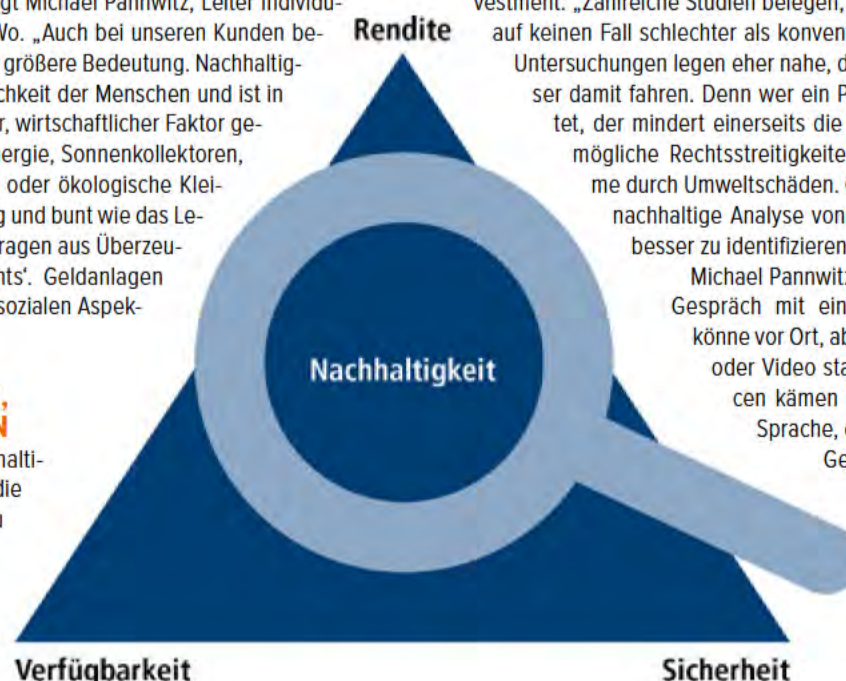 gt Michael Pannwitz, Leiter Individu-
Wo. „Auch bei unseren Kunden be-
größere Bedeutung. Nachhaltig-
chkeit der Menschen und ist in
r, wirtschaftlicher Faktor ge-
ergie, Sonnenkollektoren,
oder ökologische Klei-
g und bunt wie das Le-
ragen aus Überzeu-
nts‘. Geldanlagen
sozialen Aspek-
,
N
halti-
die
Rendite
Nachhaltigkeit
Verfügbarkeit
Sicherheit
vestment: „Zahlreiche Studien belegen,
auf keinen Fall schlechter als konven
Untersuchungen legen eher nahe, d
ser damit fahren. Denn wer ein P
tet, der mindert einerseits die
mögliche Rechtsstreitigkeite
me durch Umweltschäden.
nachhaltige Analyse von
besser zu identifizieren
Michael Pannwitz
Gespräch mit ein
könne vor Ort, ab
oder Video sta
cen kämen
Sprache,
Ge